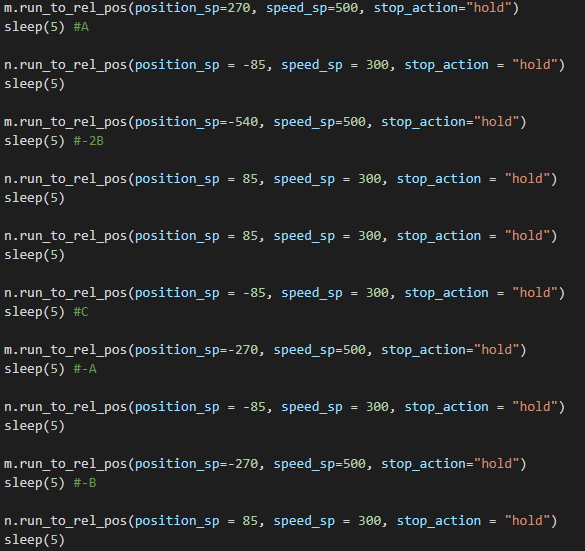 m.run_to_rel_pos(position_sp=270, speed_sp=500, stop_action="hold")
sleep(5) #A
n.run_to_rel_pos(position_sp = -85, speed_sp = 300, stop_action = "hold")
sleep(5)
m.run_to_rel_pos(position_sp=-540, speed_sp=500, stop_action="hold")
sleep(5) #-2B
n.run_to_rel_pos(position_sp = 85, speed_sp = 300, stop_action = "hold")
sleep(5)
n.run_to_rel_pos(position_sp = 85, speed_sp = 300, stop_action = "hold")
sleep(5)
n.run_to_rel_pos(position_sp = -85, speed_sp = 300, stop_action = "hold")
sleep(5) #C
m.run_to_rel_pos(position_sp=-270, speed_sp=500, stop_action="hold")
sleep(5) #-A
n.run_to_rel_pos(position_sp = -85, speed_sp = 300, stop_action = "hold")
sleep(5)
m.run_to_rel_pos(position_sp=-270, speed_sp=500, stop_action="hold")
sleep(5) #-B
n.run_to_rel_pos(position_sp = 85, speed_sp = 300, stop_action = "hold")
sleep(5)